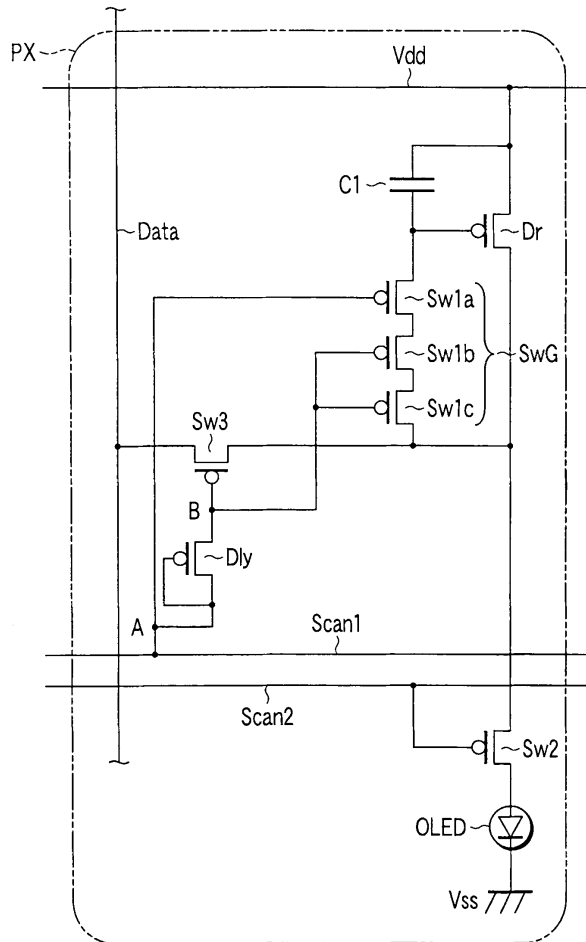 PX
Vdd
C1
Data
Dr
Sw1a
Sw1b
SwG
Sw1c
Sw3
B
Dly
A
Scan1
Scan2
Sw2
OLED
Vss